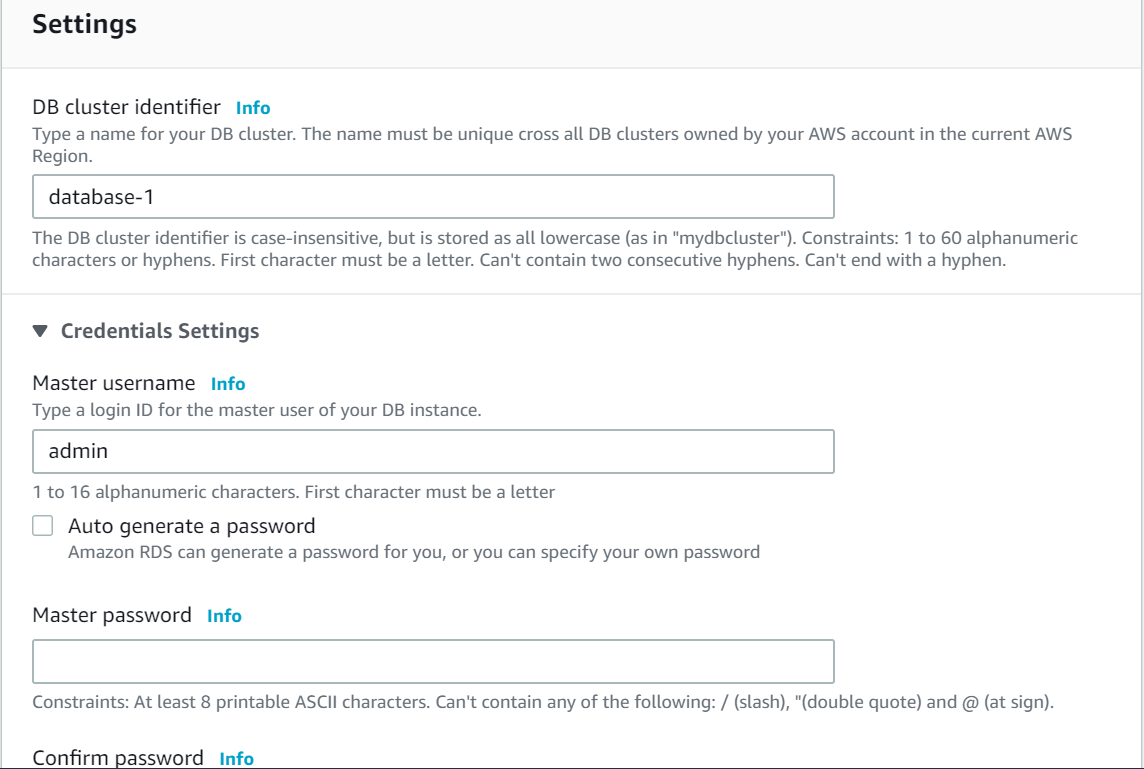 Settings
DB cluster identifier Info
Type a name for your DB cluster. The name must be unique cross all DB clusters owned by your AWS account in the current AWS
Region.
database-1
The DB cluster identifier is case-insensitive, but is stored as all lowercase (as in "mydbcluster"). Constraints: 1 to 60 alphanumeric
characters or hyphens. First character must be a letter. Can't contain two consecutive hyphens. Can't end with a hyphen.
Credentials Settings
Master username Info
Type a login ID for the master user of your DB instance.
admin
1 to 16 alphanumeric characters. First character must be a letter
Auto generate a password
Amazon RDS can generate a password for you, or you can specify your own password
Master password Info
Constraints: At least 8 printable ASCII characters. Can't contain any of the following: / (slash), "(double quote) and @ (at sign).
Confirm password Info